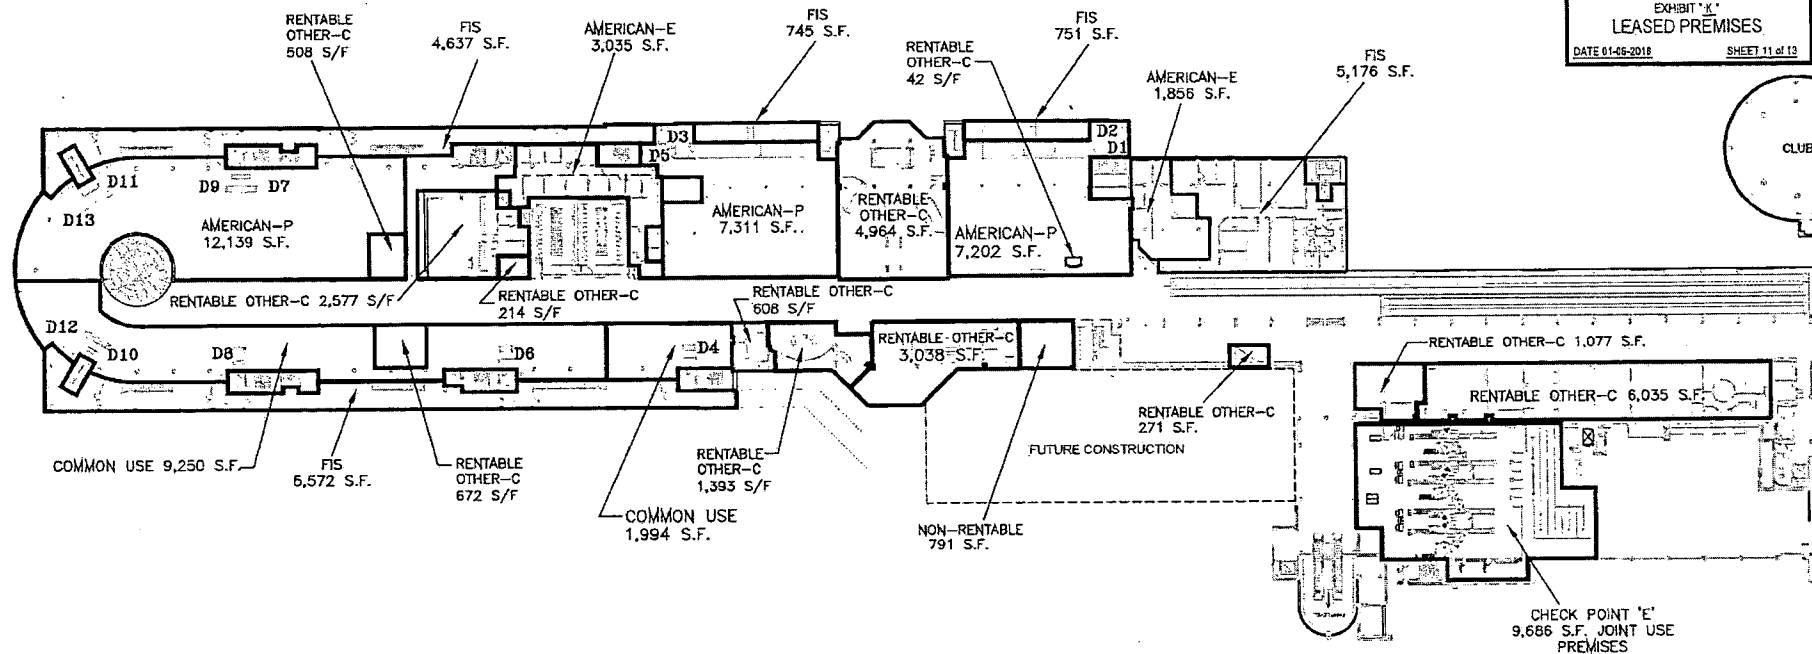 EXHIBIT "K"
LEASED PREMISES
DATE 01-06-2018 SHEET 11 of 13
RENTABLE
OTHER-C
508 S/F
FIS
4,637 S.F.
AMERICAN-E
3,035 S.F.
FIS
745 S.F.
RENTABLE
OTHER-C
42 S/F
FIS
751 S.F.
AMERICAN-E
1,856 S.F.
FIS
5,176 S.F.
CLUB
D3
D5
D2
D1
D11
D9
D7
D13
AMERICAN-P
12,139 S.F.
AMERICAN-P
7,311 S.F.
RENTABLE
OTHER-C
4,964 S.F.
AMERICAN-P
7,202 S.F.
RENTABLE OTHER-C 2,577 S/F
RENTABLE OTHER-C
214 S/F
RENTABLE OTHER-C
608 S/F
D12
D10
D8
D6
D4
RENTABLE-OTHER-C
3,038 S.F.
RENTABLE OTHER-C 1,077 S.F.
RENTABLE OTHER-C 6,035 S.F.
RENTABLE OTHER-C
271 S.F.
FUTURE CONSTRUCTION
COMMON USE 9,250 S.F.
FIS
6,572 S.F.
RENTABLE
OTHER-C
672 S/F
COMMON USE
1,994 S.F.
RENTABLE
OTHER-C
1,393 S/F
NON-RENTABLE
791 S.F.
CHECK POINT 'E'
9,686 S.F. JOINT USE
PREMISES